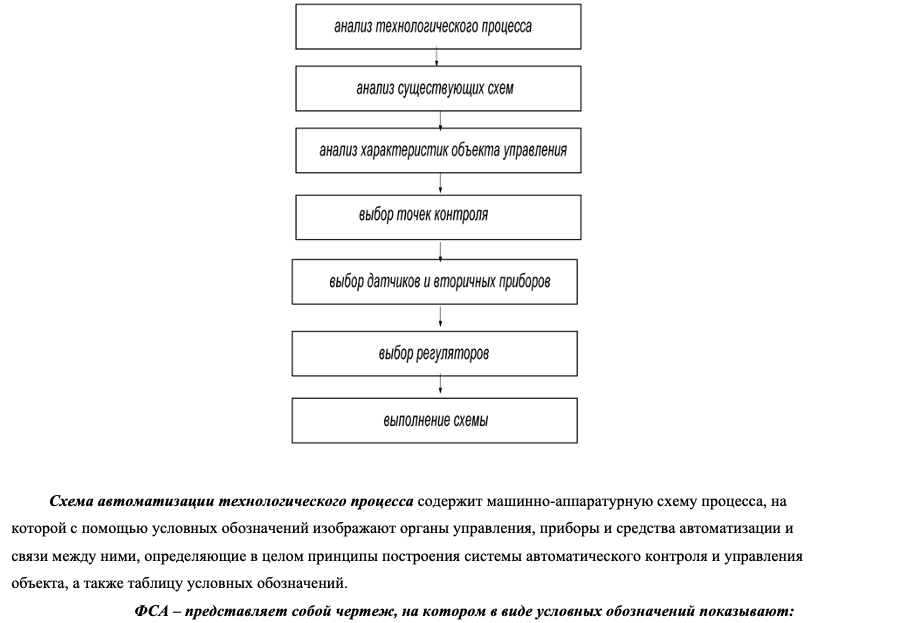 анализ технологического процесса
анализ существующих схем
анализ характеристик объекта управления
выбор точек контроля
выбор датчиков и вторичных приборов
выбор регуляторов
выполнение схемы
Схема автоматизации технологического процесса содержит машинно-аппаратурную схему процесса, на
которой с помощью условных обозначений изображают органы управления, приборы и средства автоматизации и
связи между ними, определяющие в целом принципы построения системы автоматического контроля и управления
объекта, а также таблицу условных обозначений.
ФСА – представляет собой чертеж, на котором в виде условных обозначений показывают: